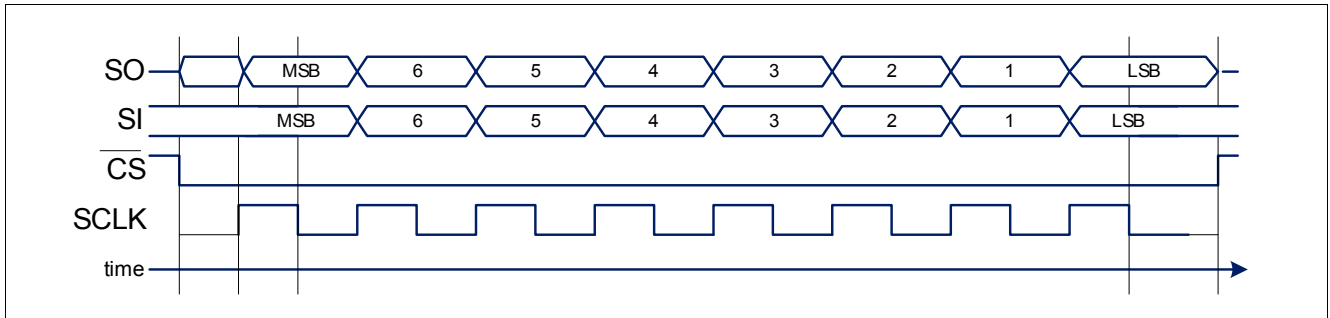 SO MSB 6 5 4 3 2 1 LSB
SI MSB 6 5 4 3 2 1 LSB
CS
SCLK
time